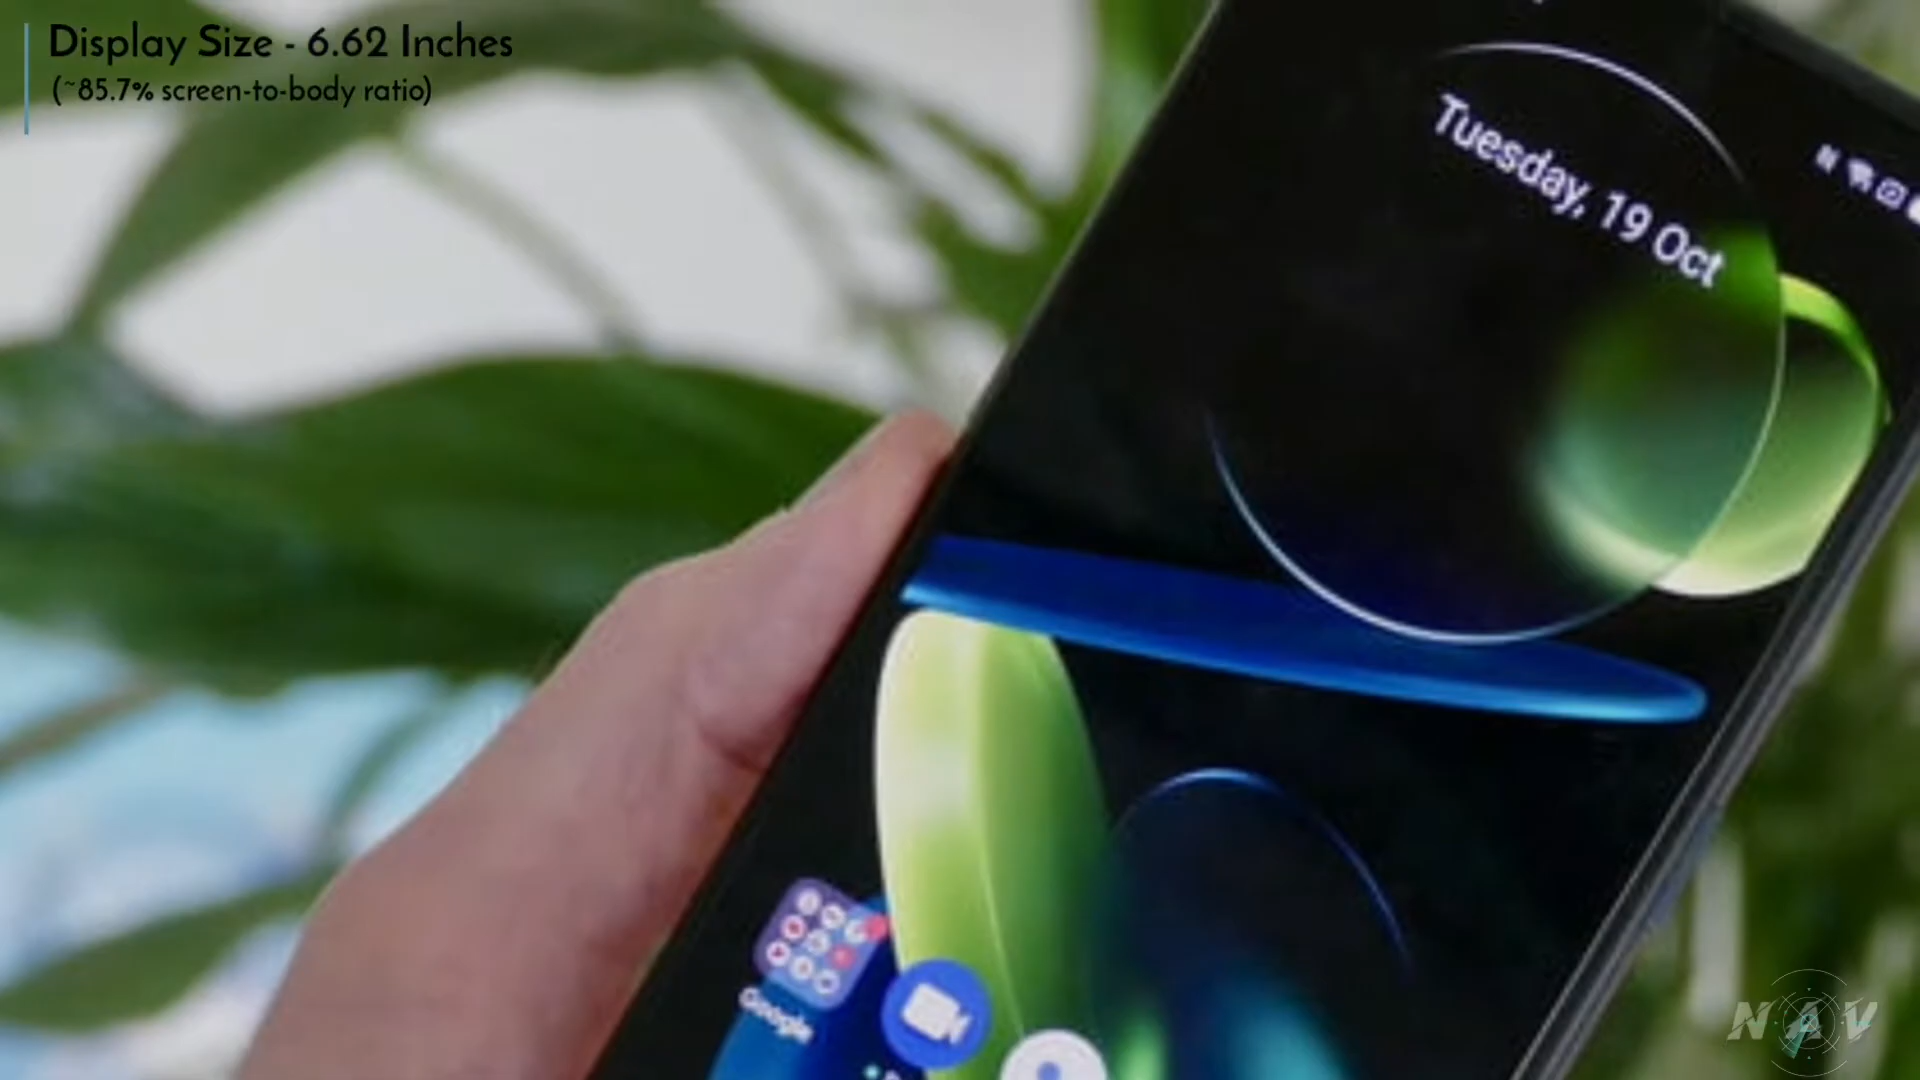 Display Size - 6.62 Inches
(~85.7% screen-to-body ratio)
Tuesday, 19 Oct
Google
NAV